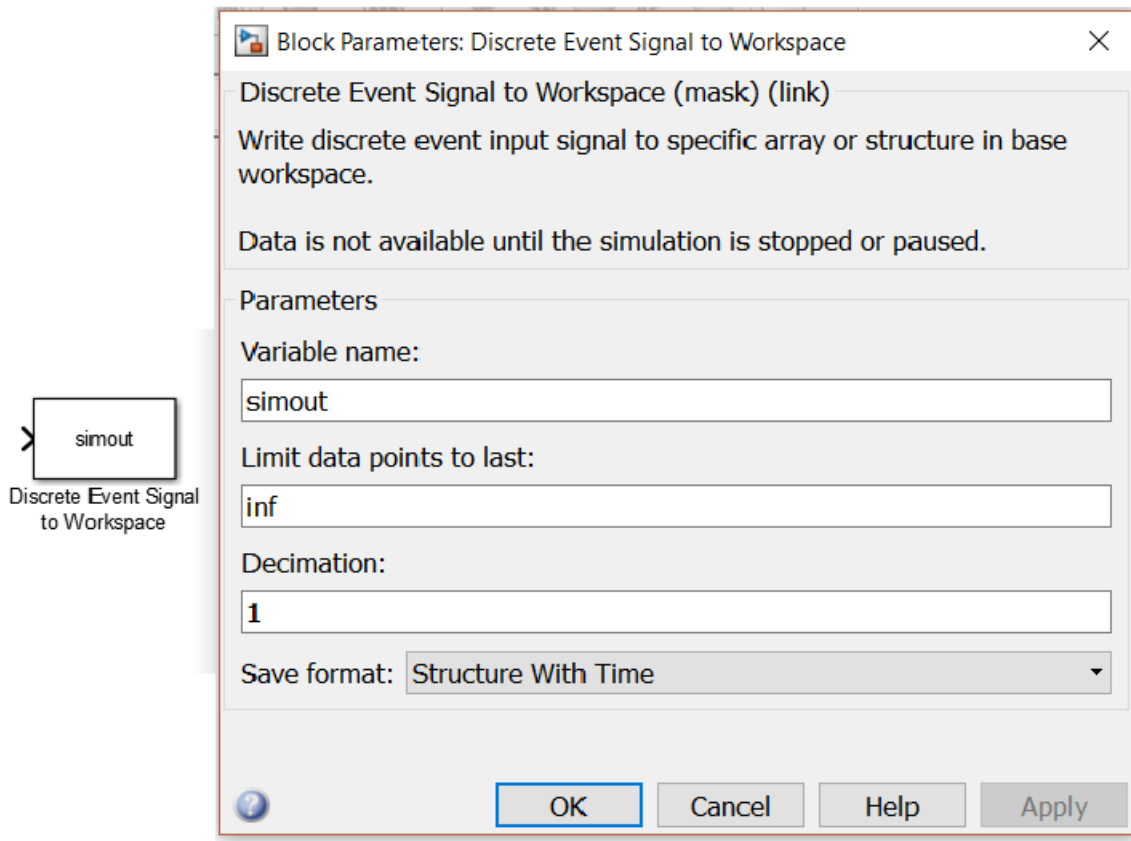 Block Parameters: Discrete Event Signal to Workspace
Discrete Event Signal to Workspace (mask) (link)
Write discrete event input signal to specific array or structure in base
workspace.
Data is not available until the simulation is stopped or paused.
Parameters
Variable name:
simout
Limit data points to last:
inf
Decimation:
1
Save format: Structure With Time
OK Cancel Help Apply
simout
Discrete Event Signal
to Workspace